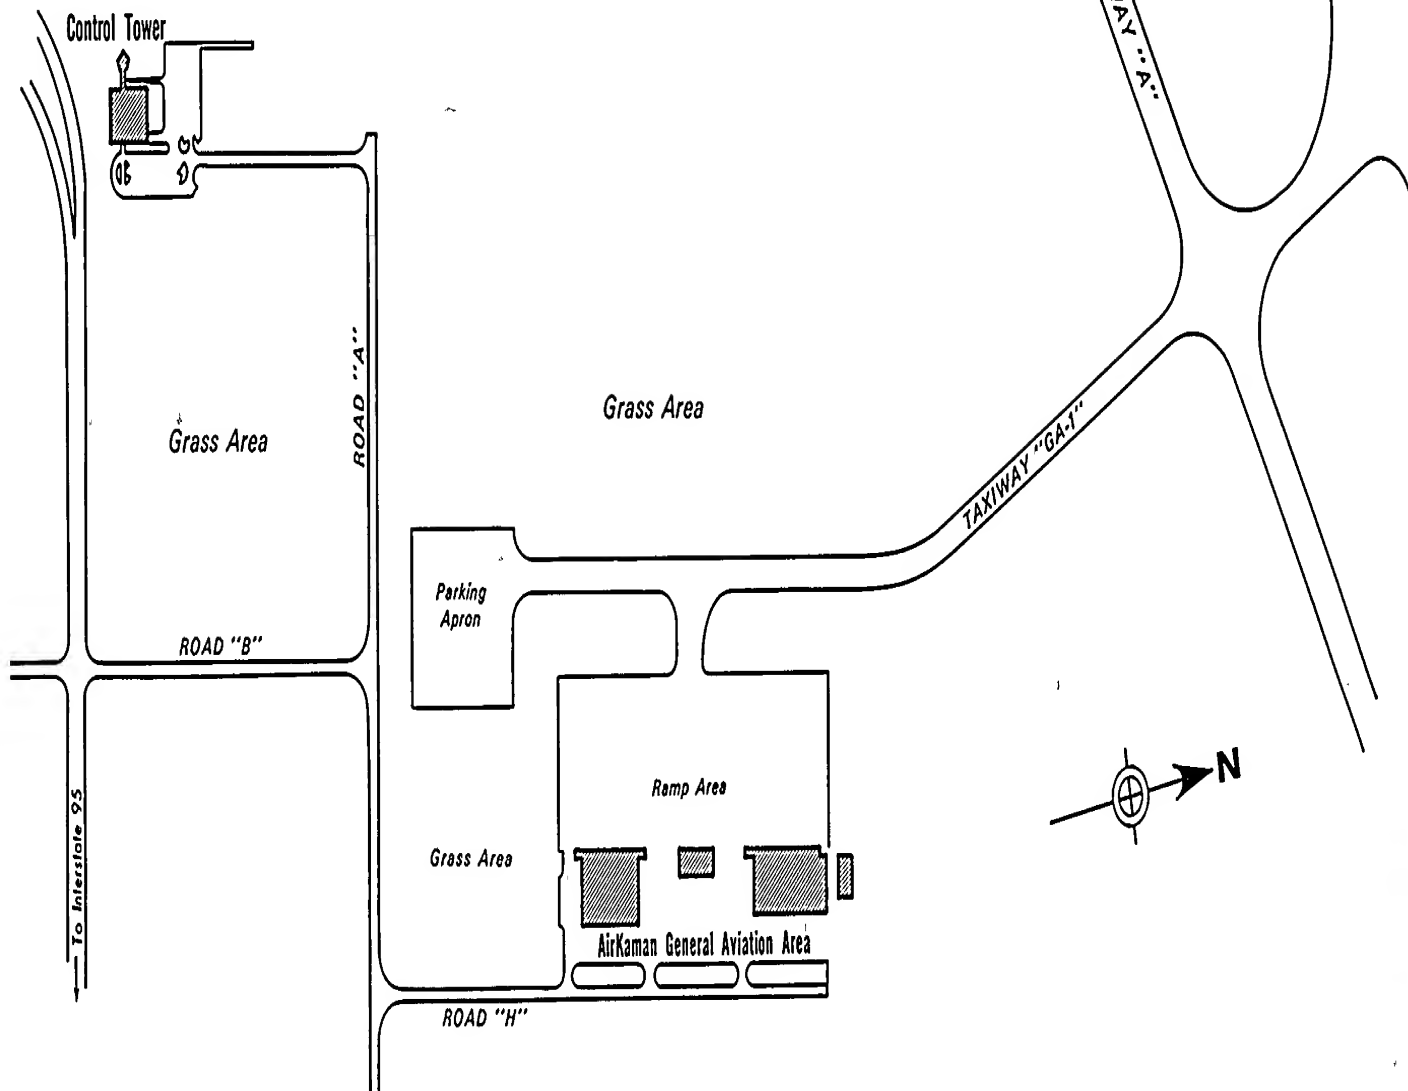 Control Tower
WAY "A"
ROAD "A"
Grass Area
Grass Area
TAXIWAY "GA-1"
Parking
Apron
ROAD "B"
To Interstate 95
Ramp Area
N
Grass Area
AirKaman General Aviation Area
ROAD "H"